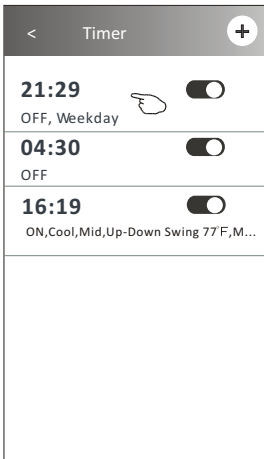 < Timer +
21:29
OFF, Weekday
04:30
OFF
16:19
ON,Cool,Mid,Up-Down Swing 77°F,M...